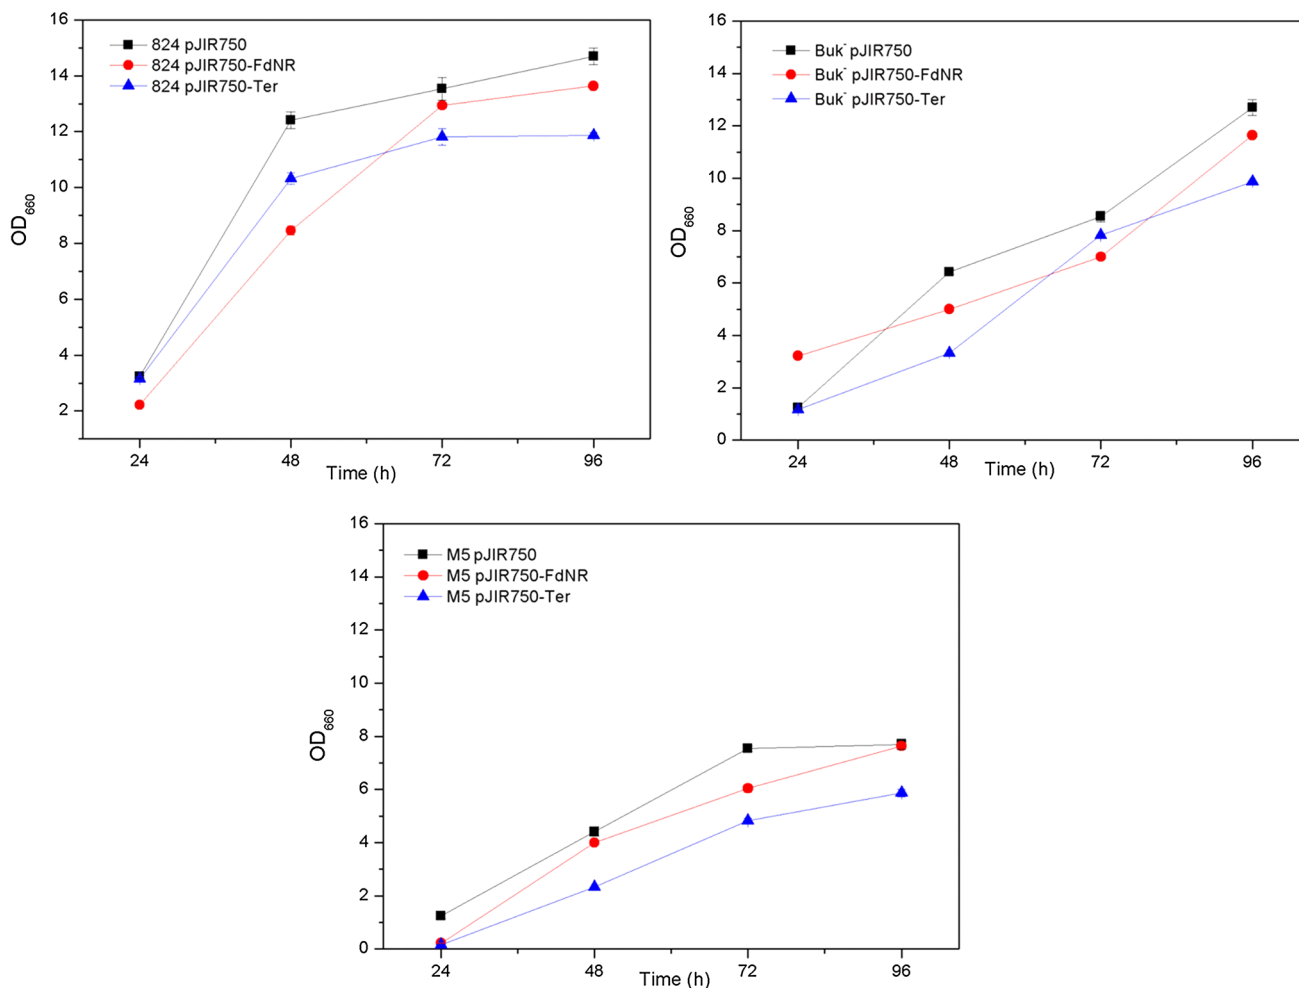 16
14
12
10
8
6
4
2
OD660
824 pJIR750
824 pJIR750-FdNR
824 pJIR750-Ter
24
48
72
96
Time (h)
16
14
12
10
8
6
4
2
0
OD660
Buk- pJIR750
Buk- pJIR750-FdNR
Buk- pJIR750-Ter
24
48
72
96
Time (h)
16
14
12
10
8
6
4
2
0
OD660
M5 pJIR750
M5 pJIR750-FdNR
M5 pJIR750-Ter
24
48
72
96
Time (h)